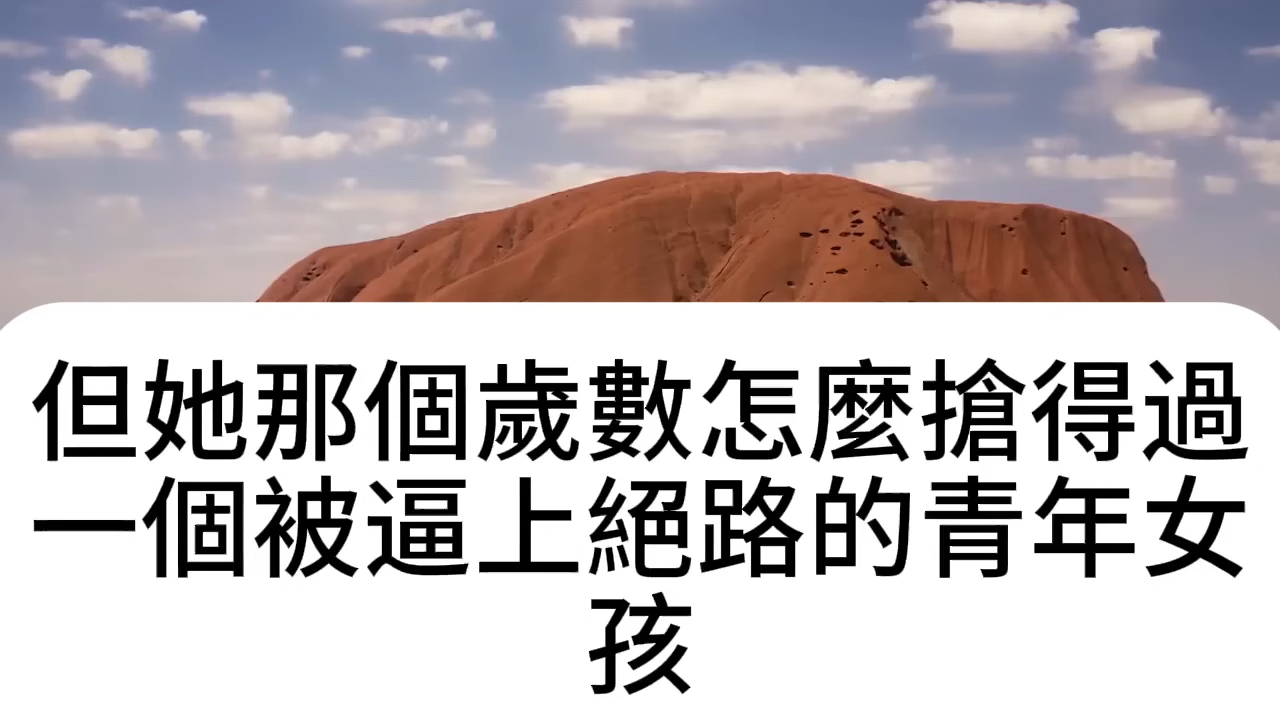 但她那個歲數怎麼搶得過
一個被逼上絕路的青年女
孩